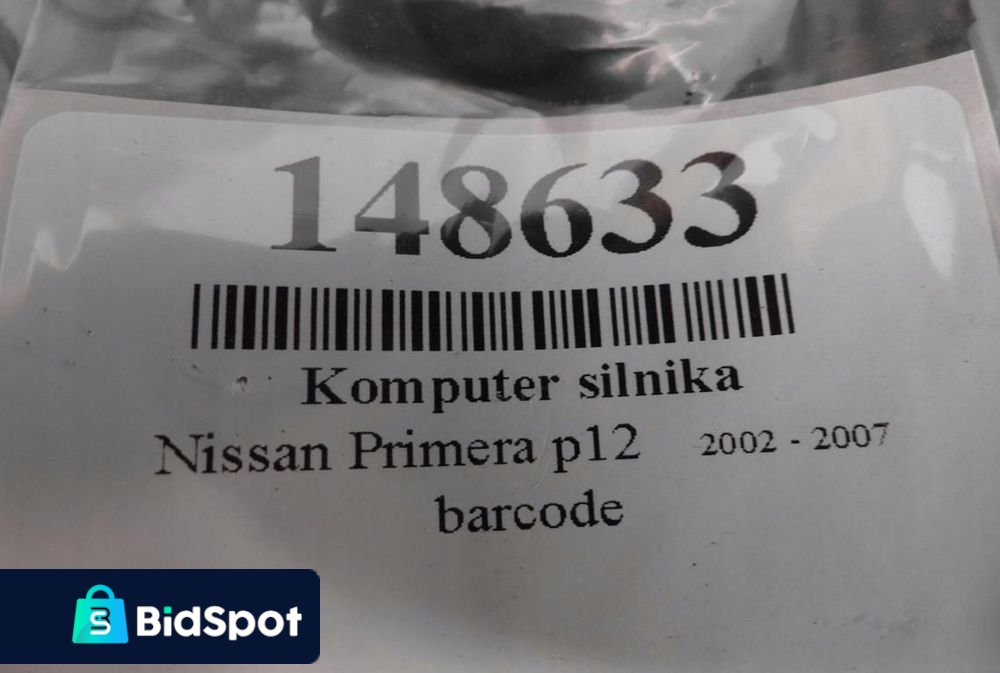 148633
Komputer silnika
Nissan Primera p12 2002 - 2007
barcode
BidSpot